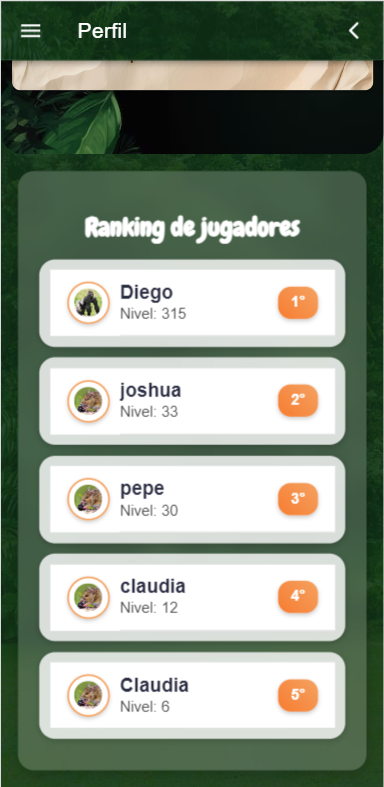 Perfil
Ranking de jugadores
Diego
Nivel: 315
1°
joshua
Nivel: 33
2°
pepe
Nivel: 30
3°
claudia
Nivel: 12
4°
Claudia
Nivel: 6
5°